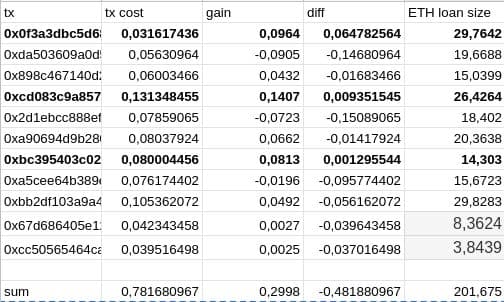 tx tx cost gain diff ETH loan size
0x0f3a3dbc5d6 0,031617436 0,0964 0,064782564 29,7642
0xda503609a0d 0,05630964 -0,0905 -0,14680964 19,6688
0x898c467140d 0,06003466 0,0432 -0,01683466 15,0399
0xcd083c9a857 0,131348455 0,1407 0,009351545 26,4264
0x2d1ebcc888ef 0,07859065 -0,0723 -0,15089065 18,402
0xa90694d9b28 0,08037924 0,0662 -0,01417924 20,3638
0xbc395403c02 0,080004456 0,0813 0,001295544 14,303
0xa5cee64b389 0,076174402 -0,0196 -0,095774402 15,6723
0xbb2df103a9a4 0,105362072 0,0492 -0,056162072 29,8283
0x67d686405e1 0,042343458 0,0027 -0,039643458 8,3624
0xcc50565464c 0,039516498 0,0025 -0,037016498 3,8439
sum 0,781680967 0,2998 -0,481880967 201,675